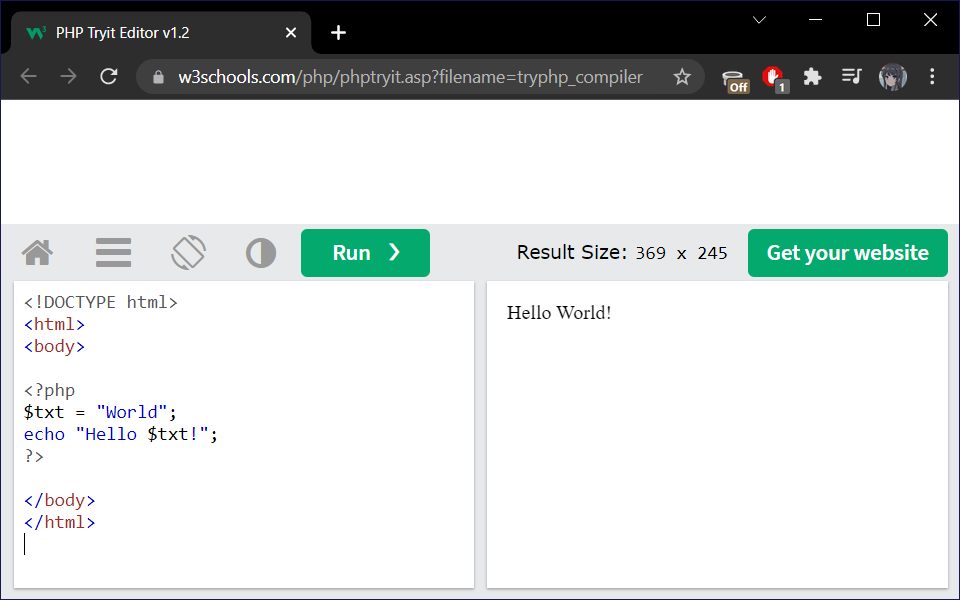 PHP Tryit Editor v1.2
w3schools.com/php/phptryit.asp?filename=tryphp_compiler
Off
1
Run ❯
Result Size: 369 x 245
Get your website
<!DOCTYPE html>
<html>
<body>
<?php
$txt = "World";
echo "Hello $txt!";
?>
</body>
</html>
Hello World!